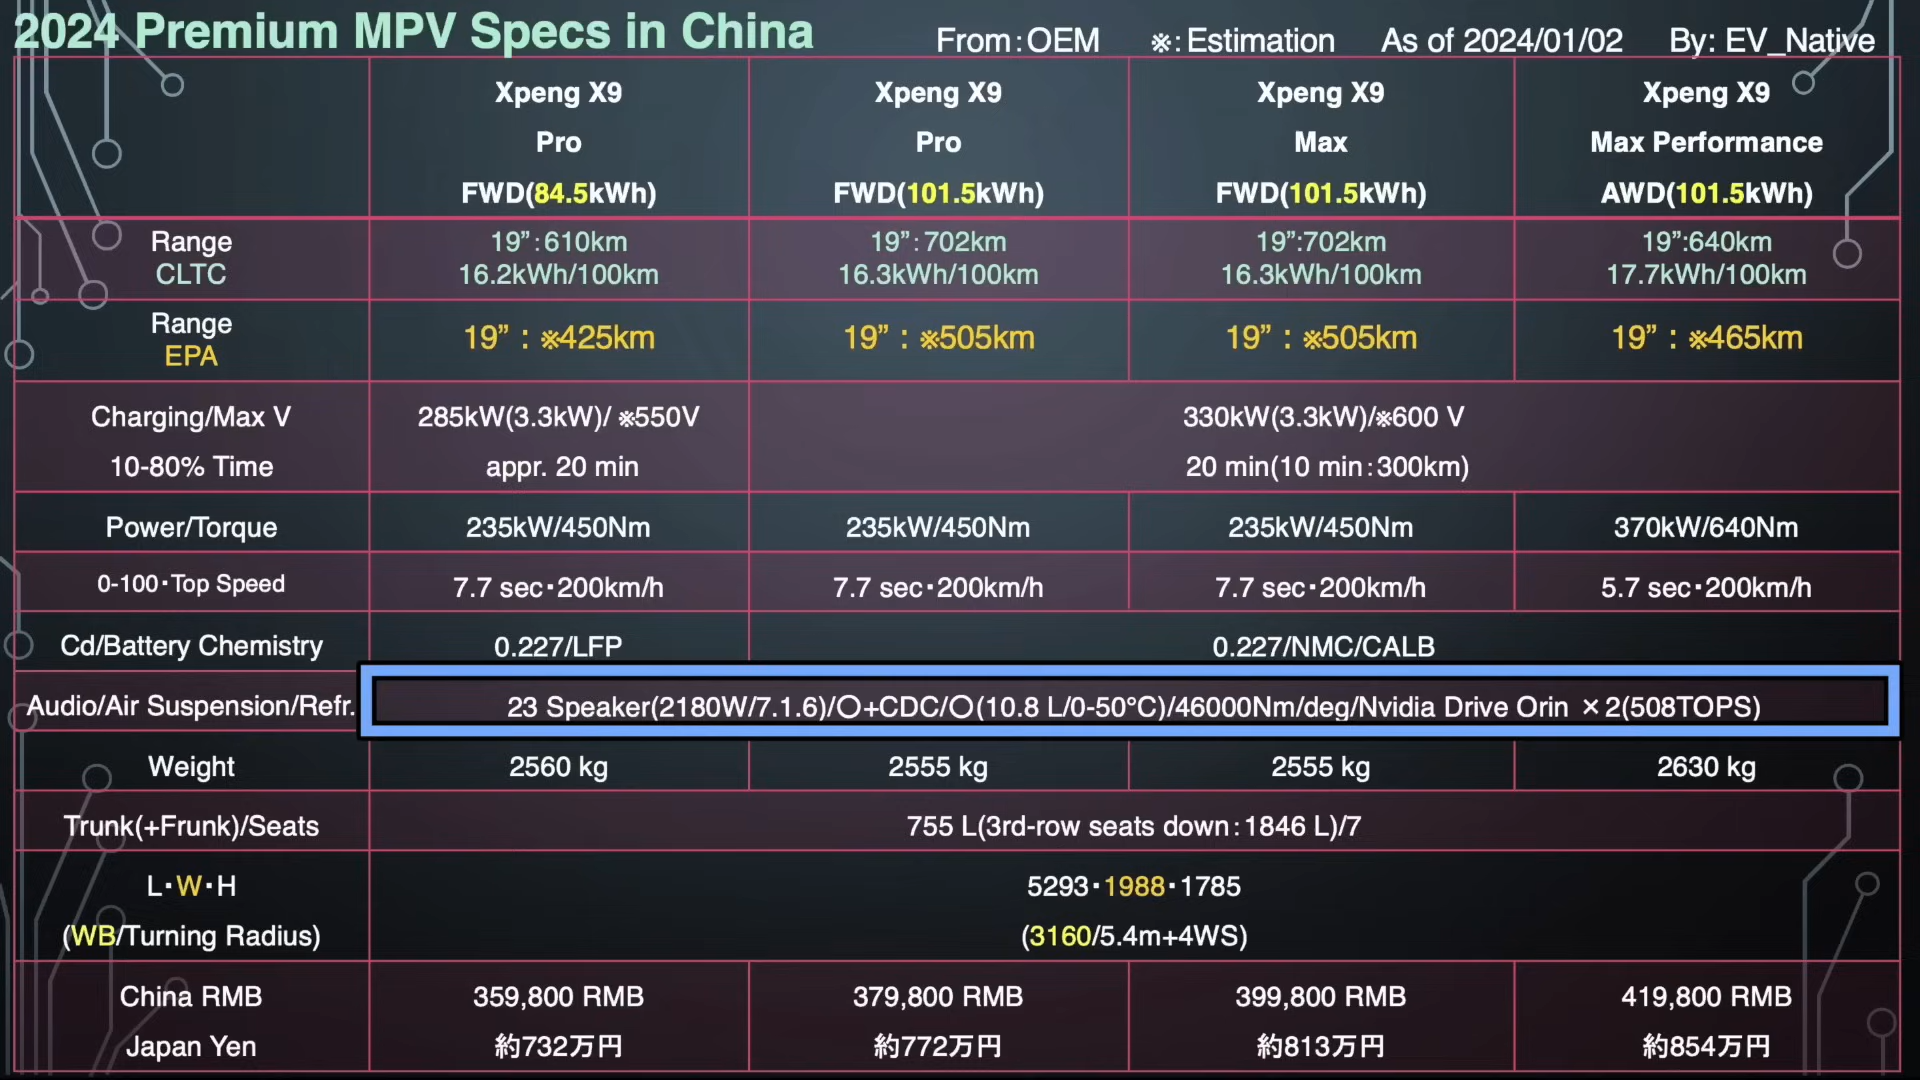 2024 Premium MPV Specs in China From:OEM ※:Estimation As of 2024/01/02 By: EV_Native
Xpeng X9 Xpeng X9 Xpeng X9 Xpeng X9
Pro Pro Max Max Performance
FWD(84.5kWh) FWD(101.5kWh) FWD(101.5kWh) AWD(101.5kWh)
Range 19”:610km 19”:702km 19”:702km 19”:640km
CLTC 16.2kWh/100km 16.3kWh/100km 16.3kWh/100km 17.7kWh/100km
Range
EPA 19”:※425km 19”:※505km 19”:※505km 19”:※465km
Charging/Max V 285kW(3.3kW)/ ※550V 330kW(3.3kW)/※600 V
10-80% Time appr. 20 min 20 min(10 min:300km)
Power/Torque 235kW/450Nm 235kW/450Nm 235kW/450Nm 370kW/640Nm
0-100・Top Speed 7.7 sec・200km/h 7.7 sec・200km/h 7.7 sec・200km/h 5.7 sec・200km/h
Cd/Battery Chemistry 0.227/LFP 0.227/NMC/CALB
Audio/Air Suspension/Refr. 23 Speaker(2180W/7.1.6)/○+CDC/○(10.8 L/0-50℃)/46000Nm/deg/Nvidia Drive Orin ×2(508TOPS)
Weight 2560 kg 2555 kg 2555 kg 2630 kg
Trunk(+Frunk)/Seats 755 L(3rd-row seats down:1846 L)/7
L・W・H 5293・1988・1785
(WB/Turning Radius) (3160/5.4m+4WS)
China RMB 359,800 RMB 379,800 RMB 399,800 RMB 419,800 RMB
Japan Yen 約732万円 約772万円 約813万円 約854万円